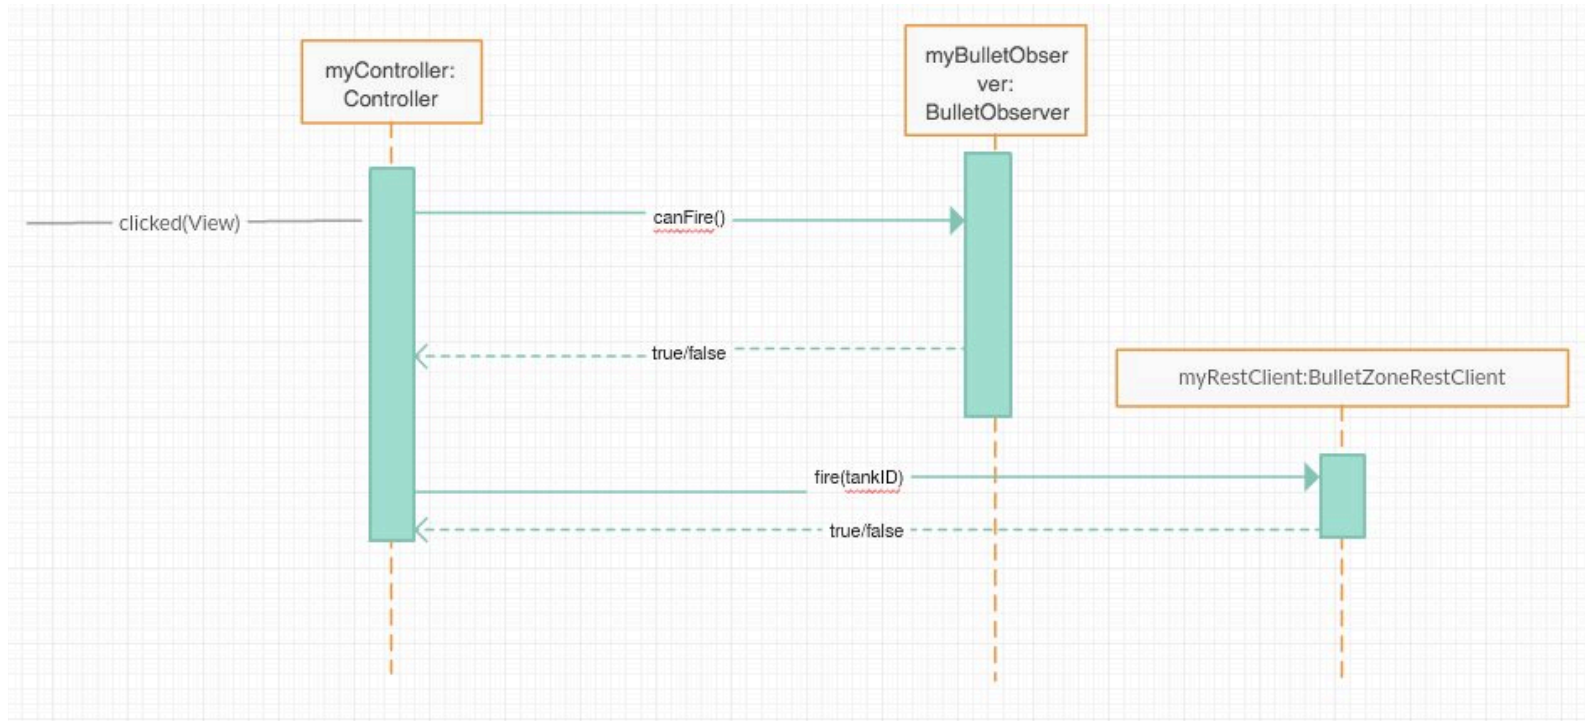 myController:
Controller
myBulletObser
ver:
BulletObserver
clicked(View)
canFire()
true/false
myRestClient:BulletZoneRestClient
fire(tankID)
true/false